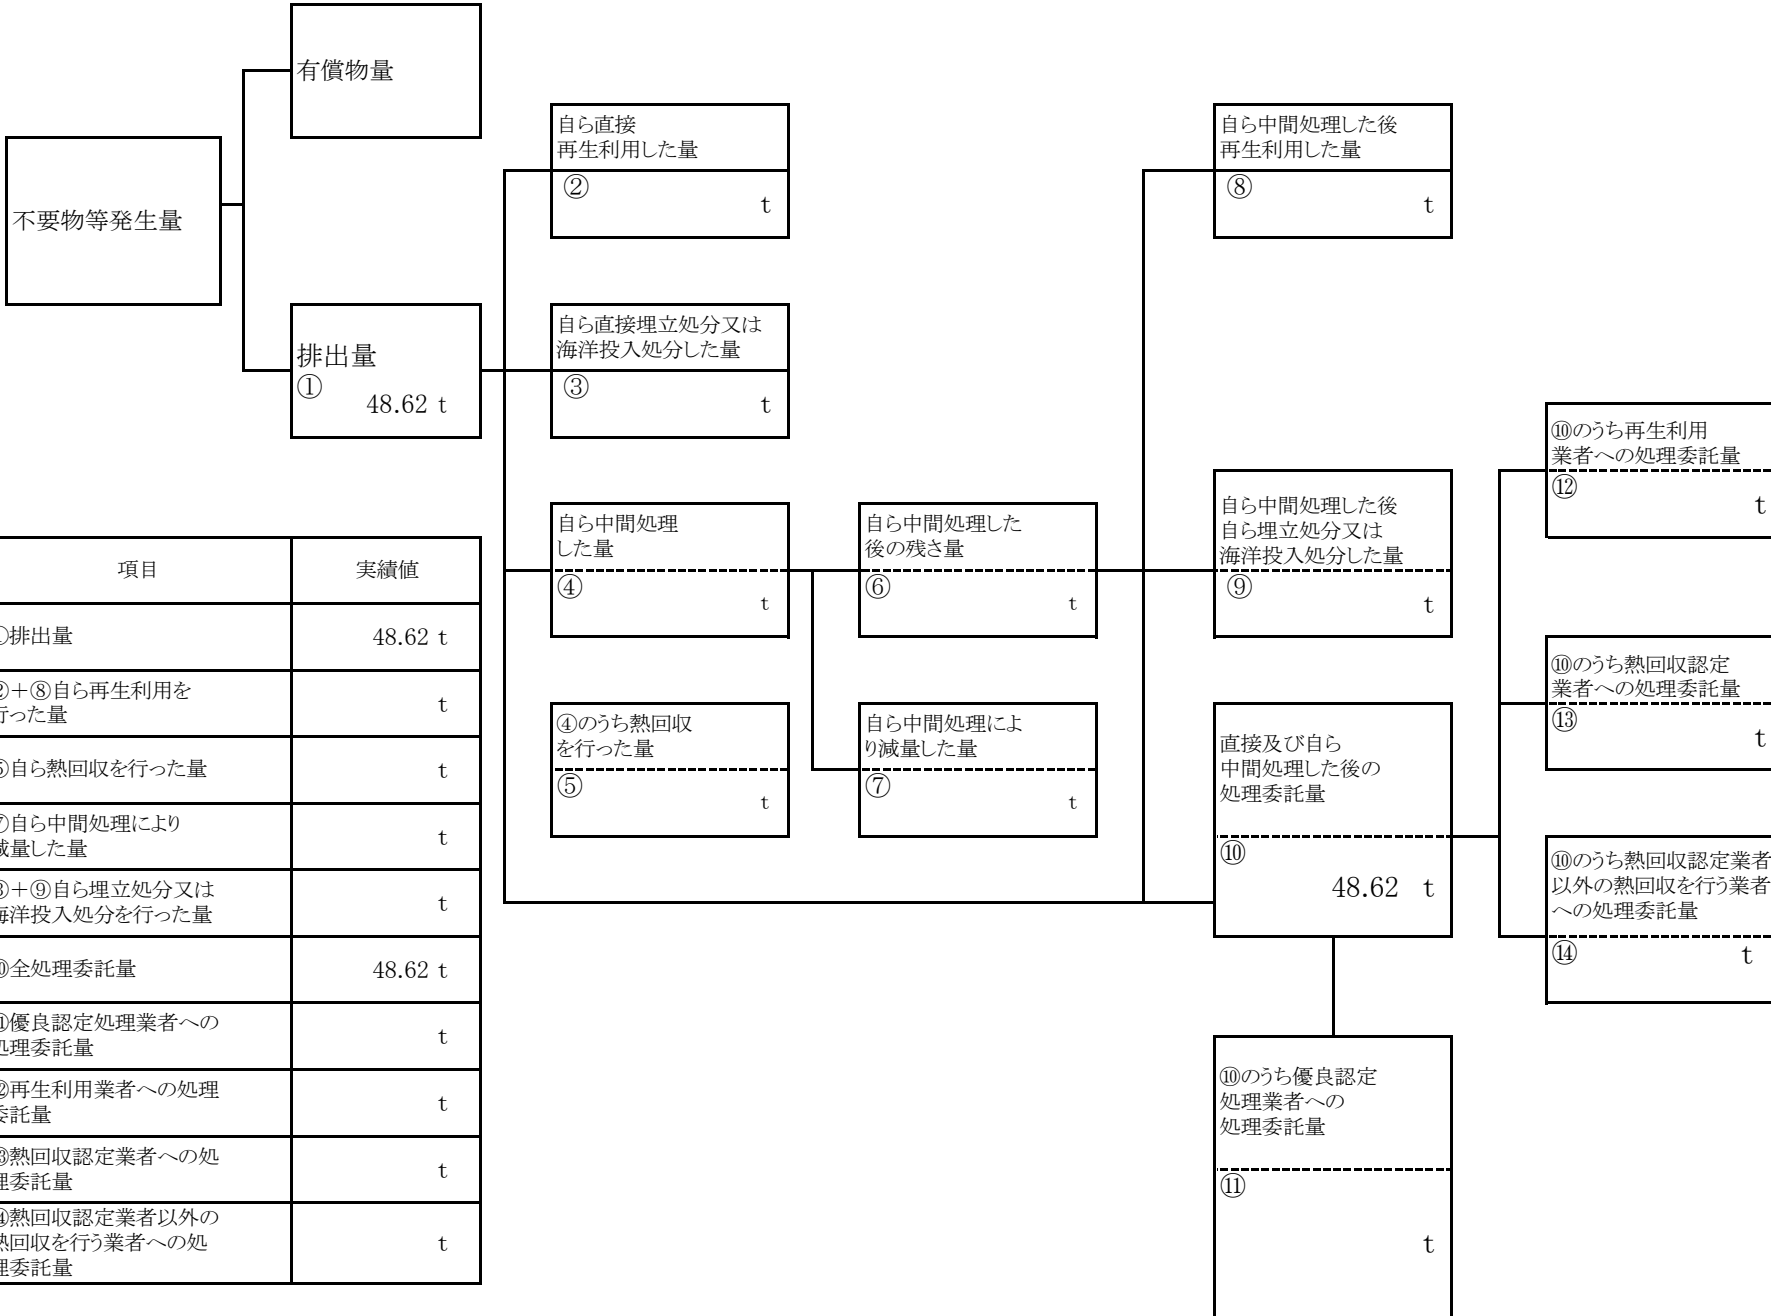 有償物量
不要物等発生量
排出量
①
48.62 t
自ら直接
再生利用した量
②
t
自ら直接埋立処分又は
海洋投入処分した量
③
t
自ら中間処理
した量
④
t
④のうち熱回収
を行った量
⑤
t
自ら中間処理した
後の残さ量
⑥
t
自ら中間処理によ
り減量した量
⑦
t
自ら中間処理した後
再生利用した量
⑧
t
自ら中間処理した後
自ら埋立処分又は
海洋投入処分した量
⑨
t
直接及び自ら
中間処理した後の
処理委託量
⑩
48.62 t
⑩のうち優良認定
処理業者への
処理委託量
⑪
t
⑩のうち再生利用
業者への処理委託量
⑫
t
⑩のうち熱回収認定
業者への処理委託量
⑬
t
⑩のうち熱回収認定業者
以外の熱回収を行う業者
への処理委託量
⑭
t
項目 実績値
①排出量 48.62 t
②+⑧自ら再生利用を
行った量
t
⑤自ら熱回収を行った量 t
⑦自ら中間処理により
減量した量
t
③+⑨自ら埋立処分又は
海洋投入処分を行った量
t
⑩全処理委託量 48.62 t
⑪優良認定処理業者への
処理委託量
t
⑫再生利用業者への処理
委託量
t
⑬熱回収認定業者への処
理委託量
t
⑭熱回収認定業者以外の
熱回収を行う業者への処
理委託量
t